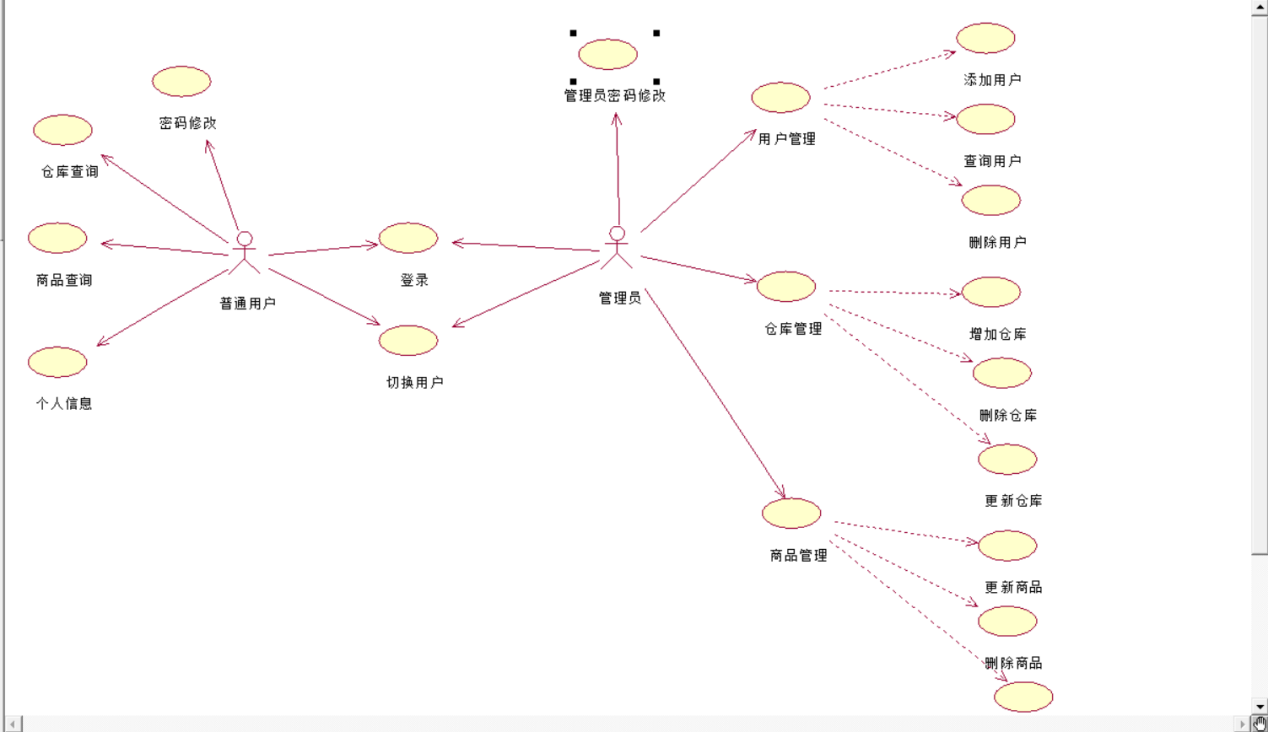 添加用户
管理员密码修改
密码修改
用户管理
查询用户
仓库查询
删除用户
商品查询
登录
普通用户
管理员
仓库管理
增加仓库
切换用户
个人信息
删除仓库
更新仓库
商品管理
更新商品
删除商品